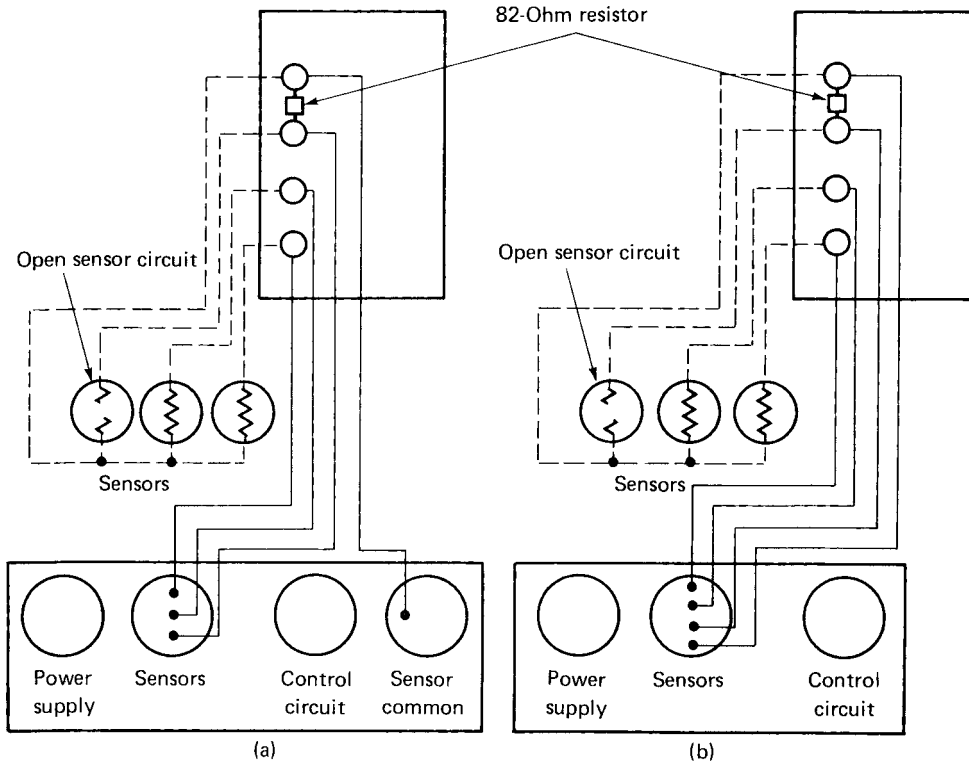 82-Ohm resistor
Open sensor circuit
Open sensor circuit
Sensors
Sensors
Power
supply
Sensors
Control
circuit
Sensor
common
Power
supply
Sensors
Control
circuit
(a)
(b)